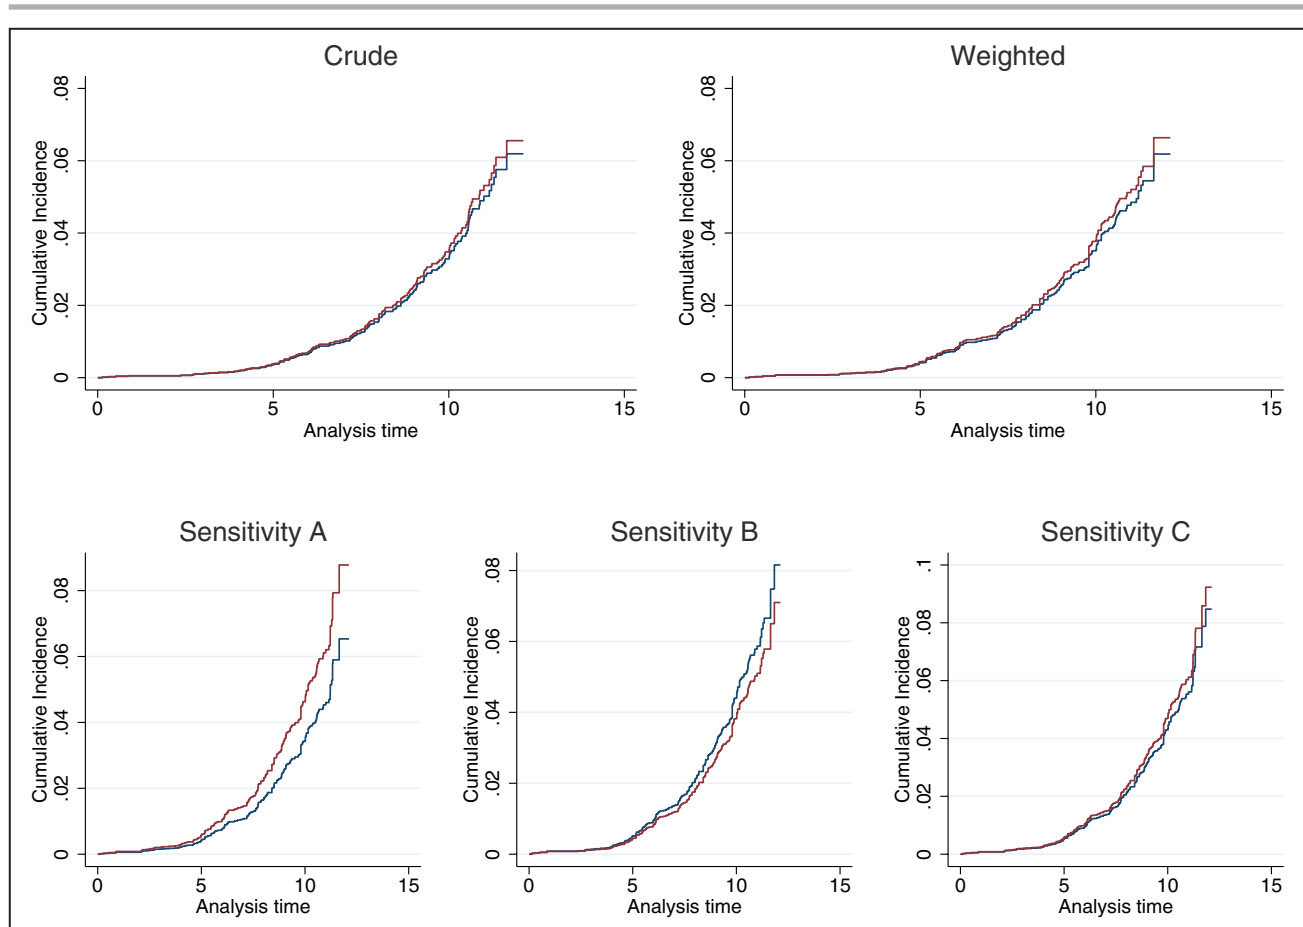 Crude
Cumulative Incidence
.08
.06
.04
.02
0
0 5 10 15
Analysis time
Weighted
Cumulative Incidence
.08
.06
.04
.02
0
0 5 10 15
Analysis time
Sensitivity A
Cumulative Incidence
.08
.06
.04
.02
0
0 5 10 15
Analysis time
Sensitivity B
Cumulative Incidence
.08
.06
.04
.02
0
0 5 10 15
Analysis time
Sensitivity C
Cumulative Incidence
.1
.08
.06
.04
.02
0
0 5 10 15
Analysis time